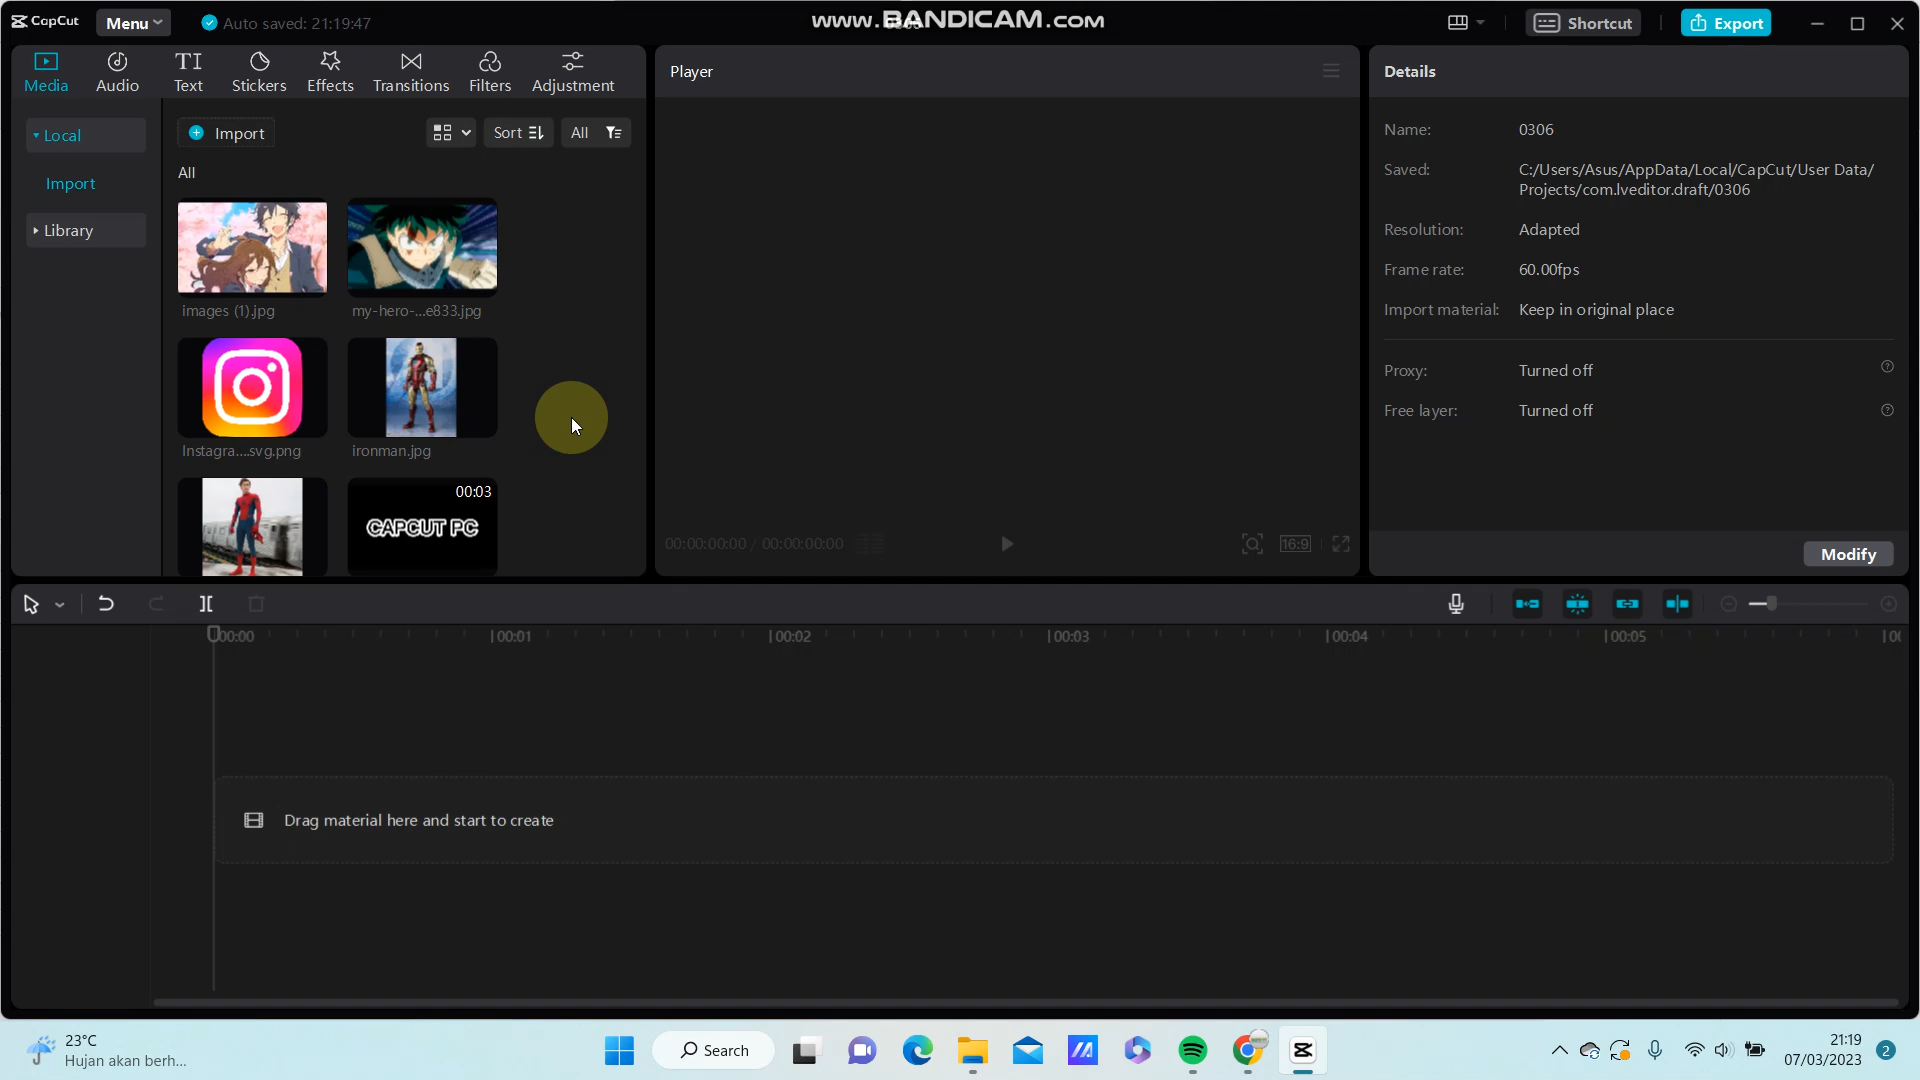 CapCut
Menu
Auto saved: 21:19:47
www.BANDICAM.com
Shortcut
Export
Media
Audio
Text
Stickers
Effects
Transitions
Filters
Adjustment
Player
Details
Local
Import
Library
Import
Sort
All
All
images (1).jpg
my-hero-...e833.jpg
Instagra....svg.png
ironman.jpg
00:03
CAPCUT PC
00:00:00:00 / 00:00:00:00
16:9
Name: 0306
Saved: C:/Users/Asus/AppData/Local/CapCut/User Data/
Projects/com.lveditor.draft/0306
Resolution: Adapted
Frame rate: 60.00fps
Import material: Keep in original place
Proxy: Turned off
Free layer: Turned off
Modify
00:00
00:01
00:02
00:03
00:04
00:05
Drag material here and start to create
23°C
Hujan akan berh...
Search
21:19
07/03/2023
2